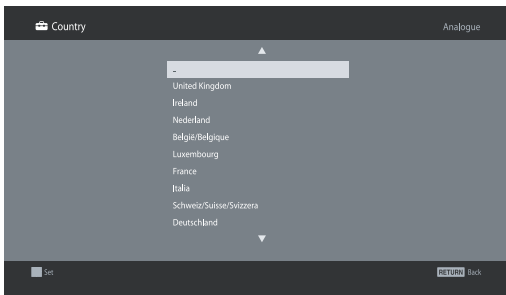 Country
Analogue
-
United Kingdom
Ireland
Nederland
België/Belgique
Luxembourg
France
Italia
Schweiz/Suisse/Svizzera
Deutschland
Set
RETURN Back